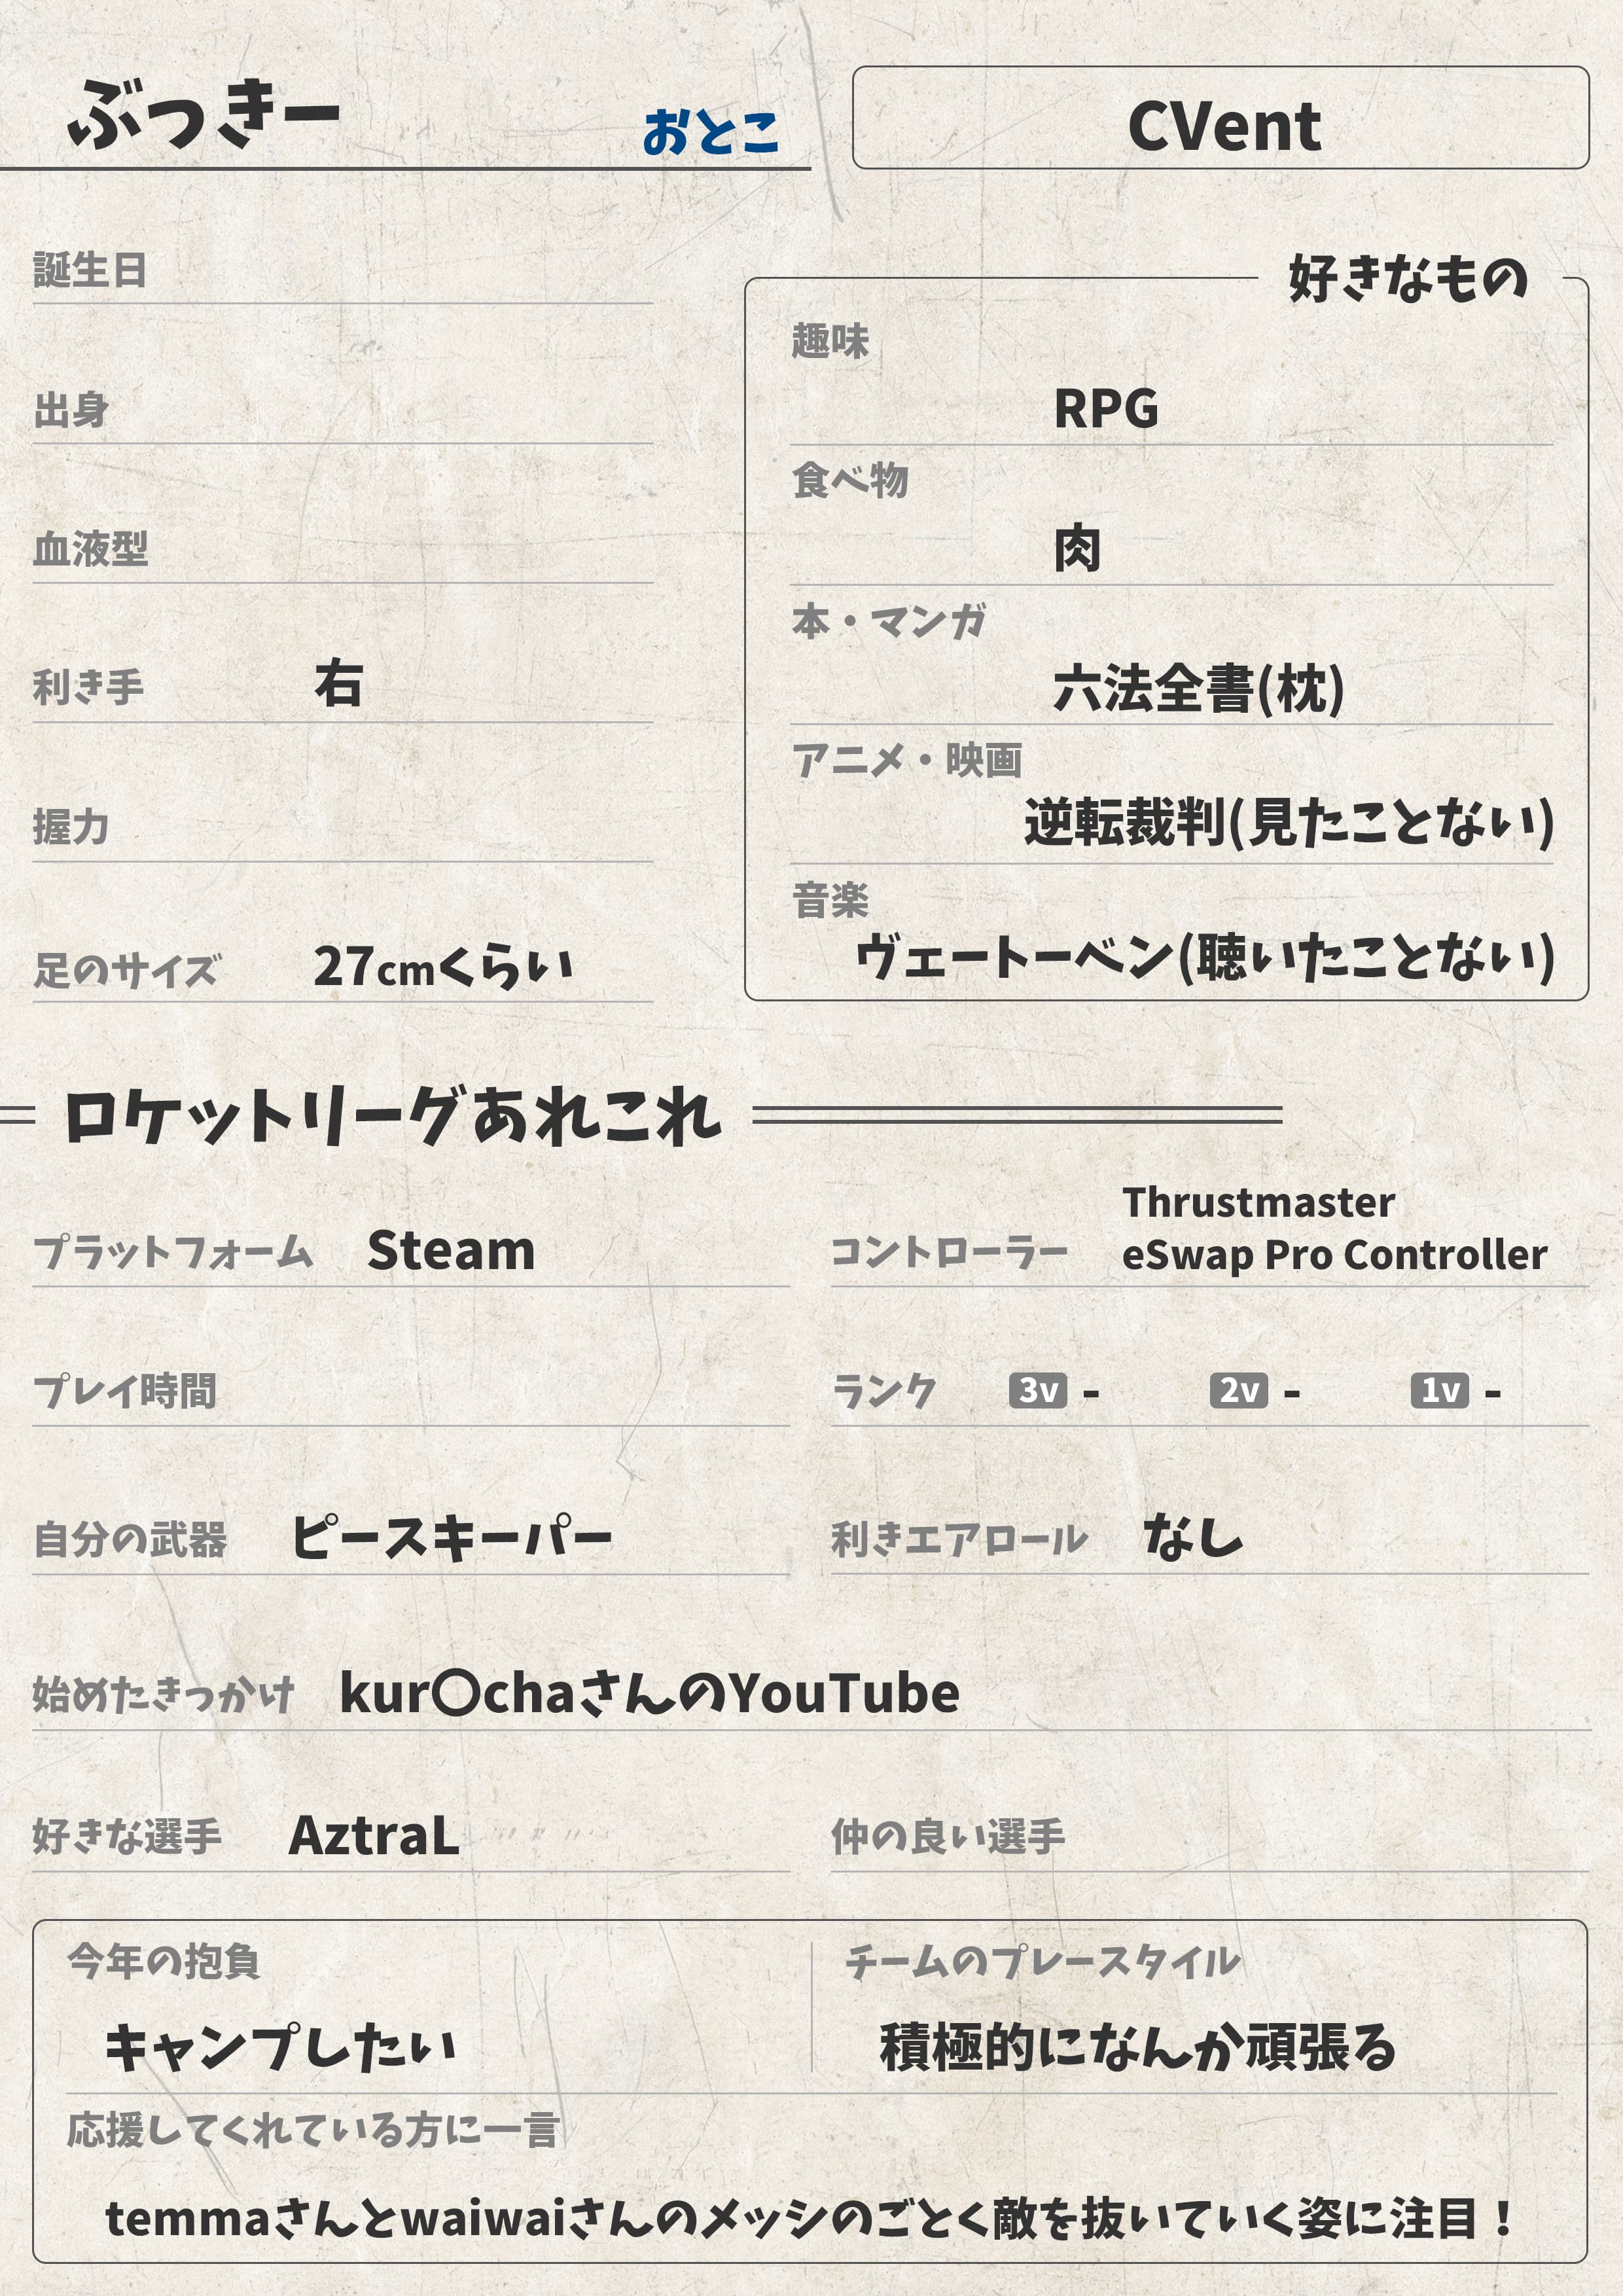 ぶっきー
おとこ
CVent
誕生日
出身
血液型
利き手 右
握力
足のサイズ 27cmくらい
好きなもの
趣味
RPG
食べ物
肉
本・マンガ
六法全書(枕)
アニメ・映画
逆転裁判(見たことない)
音楽
ヴェートーベン(聴いたことない)
ロケットリーグあれこれ
プラットフォーム Steam
コントローラー Thrustmaster
eSwap Pro Controller
プレイ時間
ランク 3v - 2v - 1v -
自分の武器 ピースキーパー
利きエアロール なし
始めたきっかけ kur〇chaさんのYouTube
好きな選手 AztraL
仲の良い選手
今年の抱負
キャンプしたい
チームのプレースタイル
積極的になんか頑張る
応援してくれている方に一言
temmaさんとwaiwaiさんのメッシのごとく敵を抜いていく姿に注目！